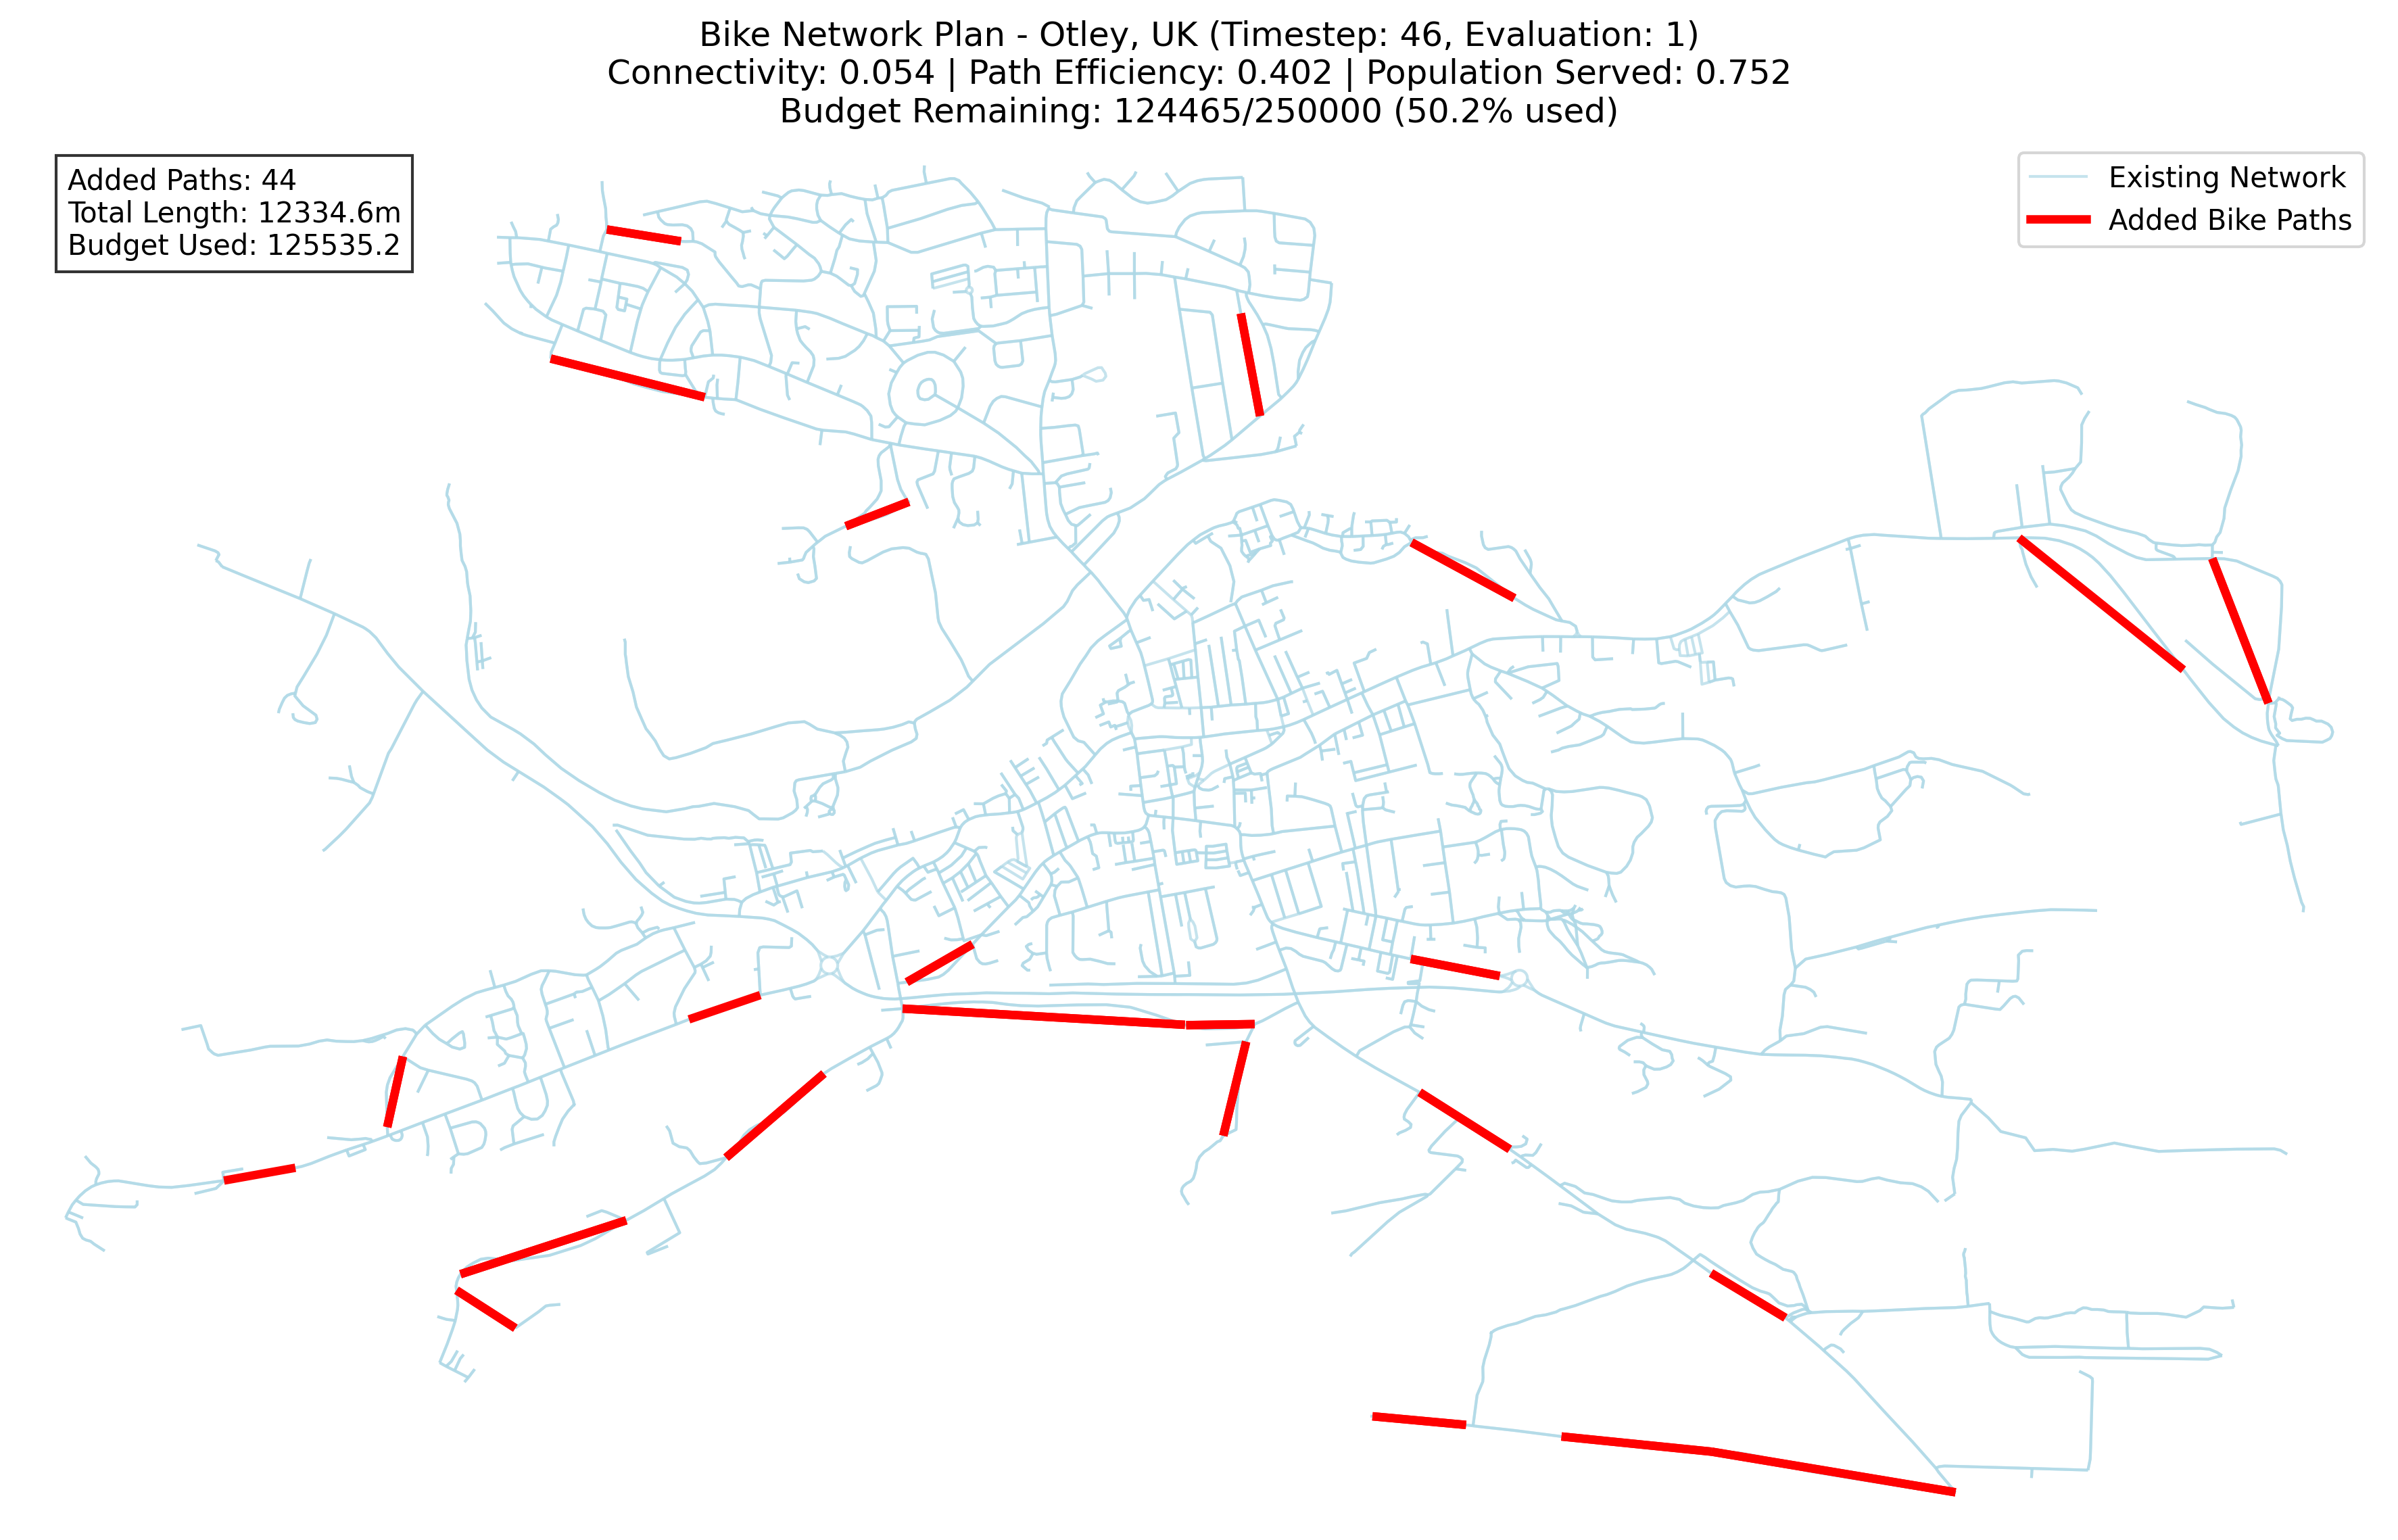 Bike Network Plan - Otley, UK (Timestep: 46, Evaluation: 1)
Connectivity: 0.054 | Path Efficiency: 0.402 | Population Served: 0.752
Budget Remaining: 124465/250000 (50.2% used)
Added Paths: 44
Total Length: 12334.6m
Budget Used: 125535.2
Existing Network
Added Bike Paths